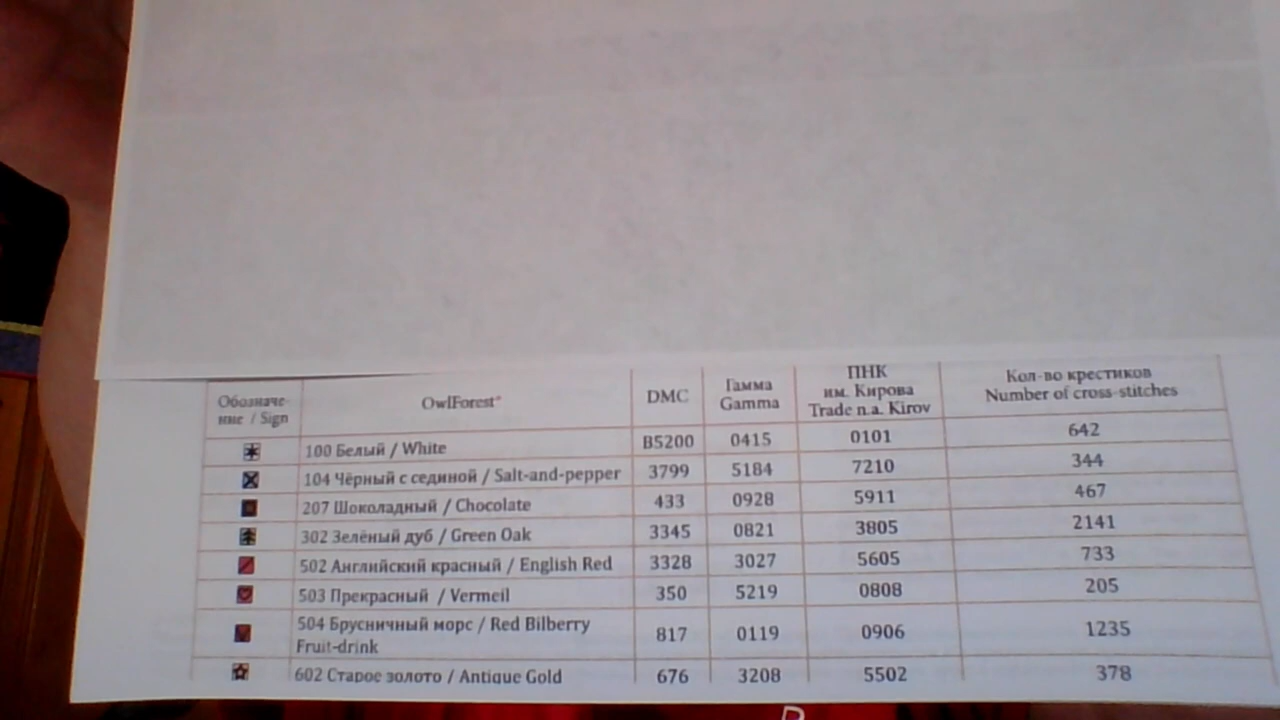 Обозначе-
ние / Sign
OwlForest*
DMC
Гамма
Gamma
ПНК
им. Кирова
Trade n.a. Kirov
Кол-во крестиков
Number of cross-stitches
100 Белый / White B5200 0415 0101 642
104 Чёрный с сединой / Salt-and-pepper 3799 5184 7210 344
207 Шоколадный / Chocolate 433 0928 5911 467
302 Зелёный дуб / Green Oak 3345 0821 3805 2141
502 Английский красный / English Red 3328 3027 5605 733
503 Прекрасный / Vermeil 350 5219 0808 205
504 Брусничный морс / Red Bilberry
Fruit-drink 817 0119 0906 1235
602 Старое золото / Antique Gold 676 3208 5502 378